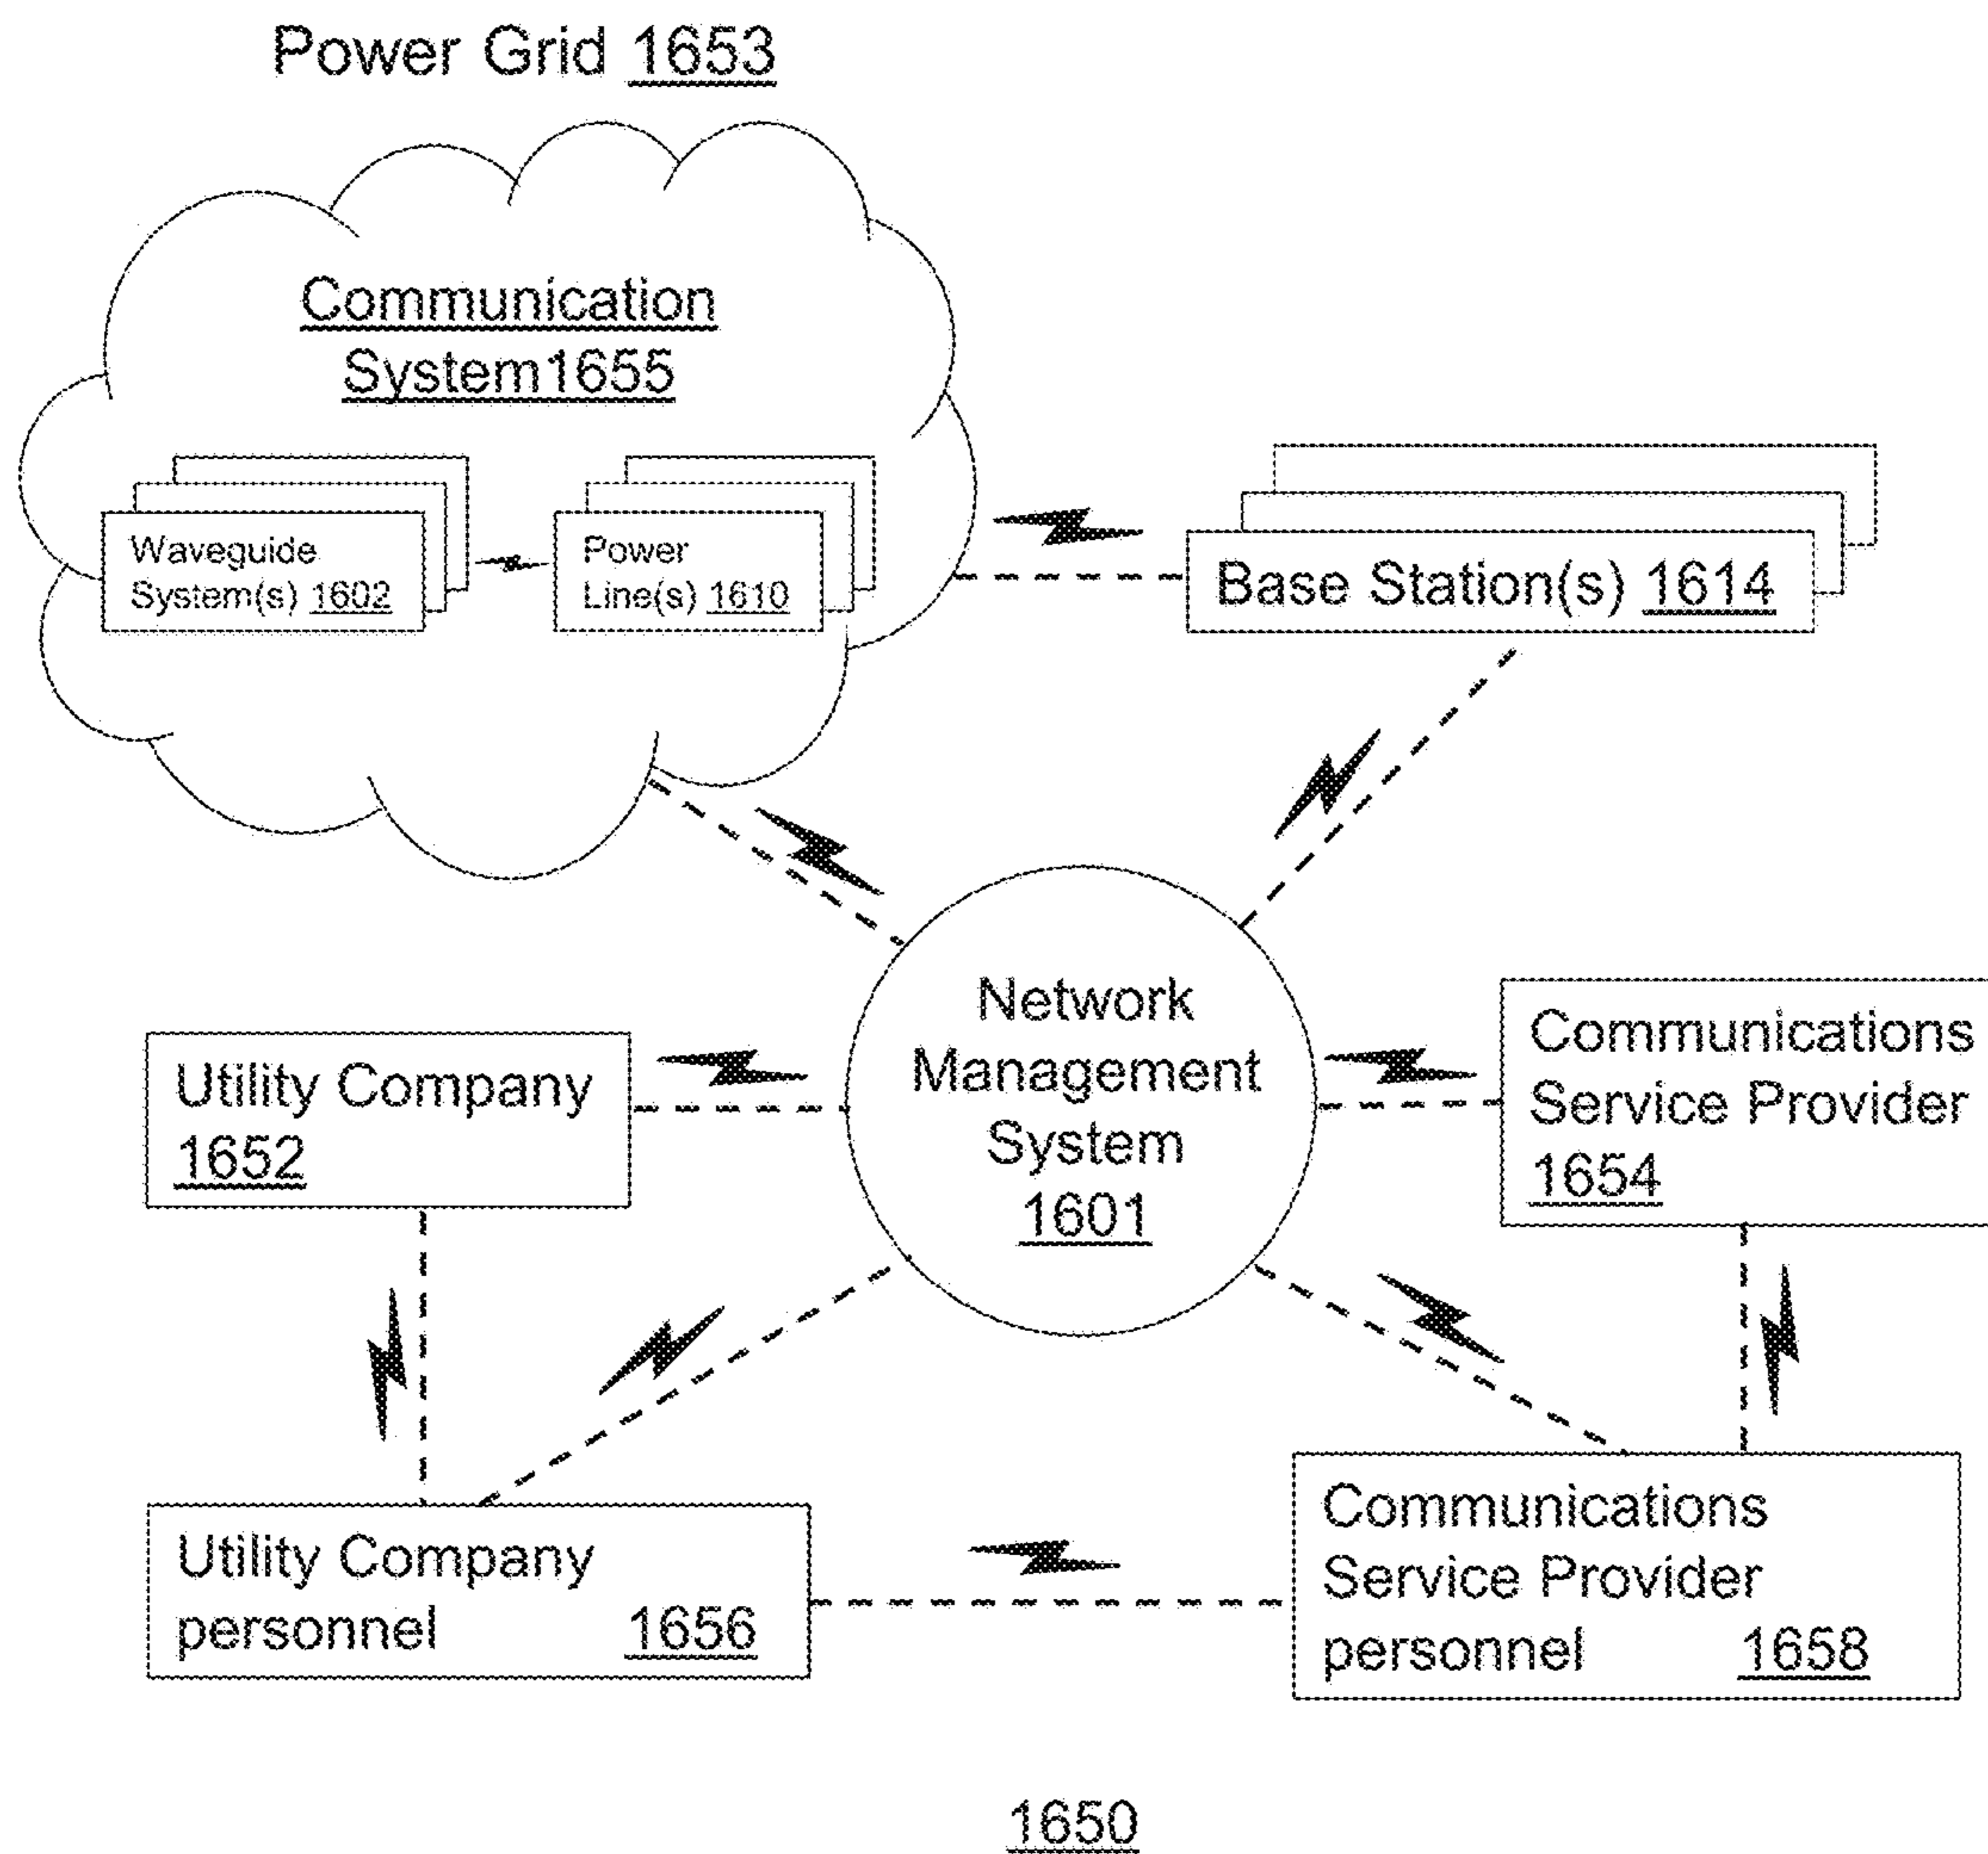 Power Grid 1653
Communication
System1655
Waveguide
System(s) 1602
Power
Line(s) 1610
Base Station(s) 1614
Network
Management
System
1601
Utility Company
1652
Communications
Service Provider
1654
Utility Company
personnel 1656
Communications
Service Provider
personnel 1658
1650